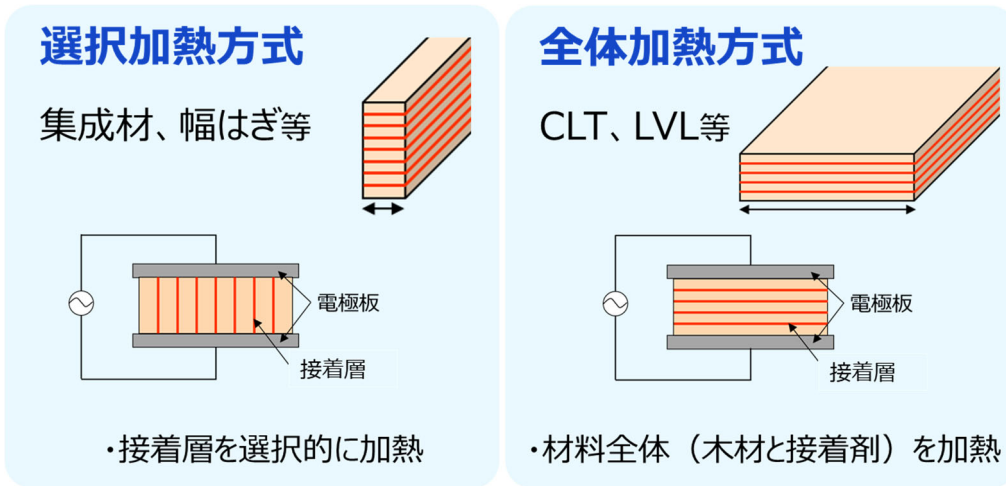 選択加熱方式
集成材、幅はぎ等
電極板
接着層
・接着層を選択的に加熱
全体加熱方式
CLT、LVL等
電極板
接着層
・材料全体（木材と接着剤）を加熱